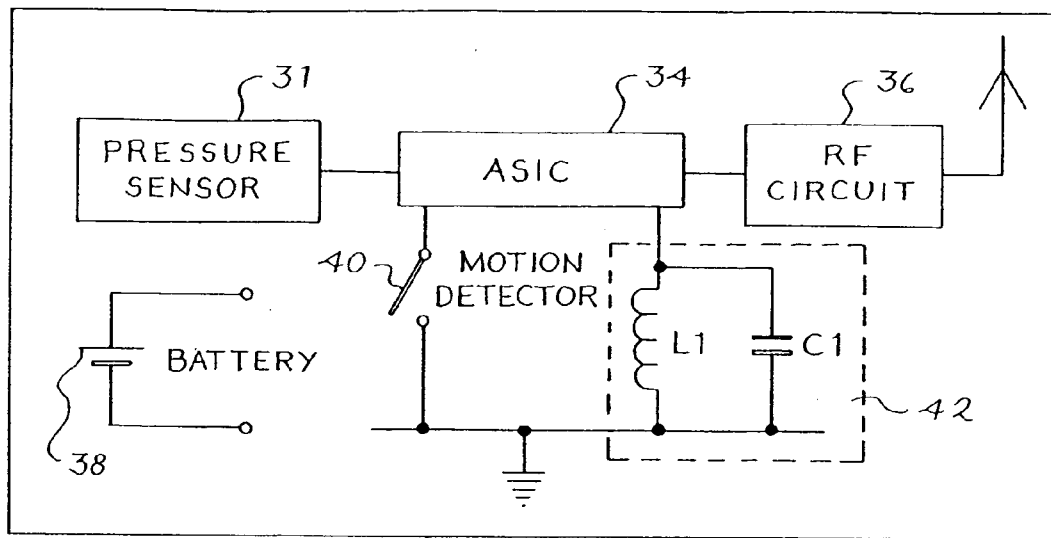 31
34
36
PRESSURE
SENSOR
ASIC
RF
CIRCUIT
40
MOTION
DETECTOR
BATTERY
L1
C1
42
38